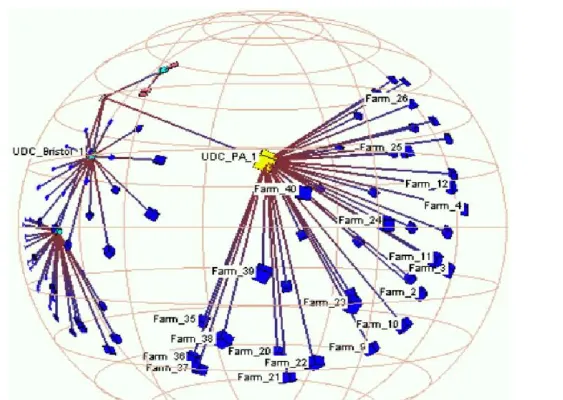 Farm_26
UDC_Bristol_1
Farm_25
UDC_PA_1
Farm_12
Farm_40
Farm_4
Farm_24
Farm_11
Farm_3
Farm_39
Farm_2
Farm_23
Farm_35
Farm_10
Farm_38
Farm_20
Farm_9
Farm_36
Farm_22
Farm_37
Farm_21